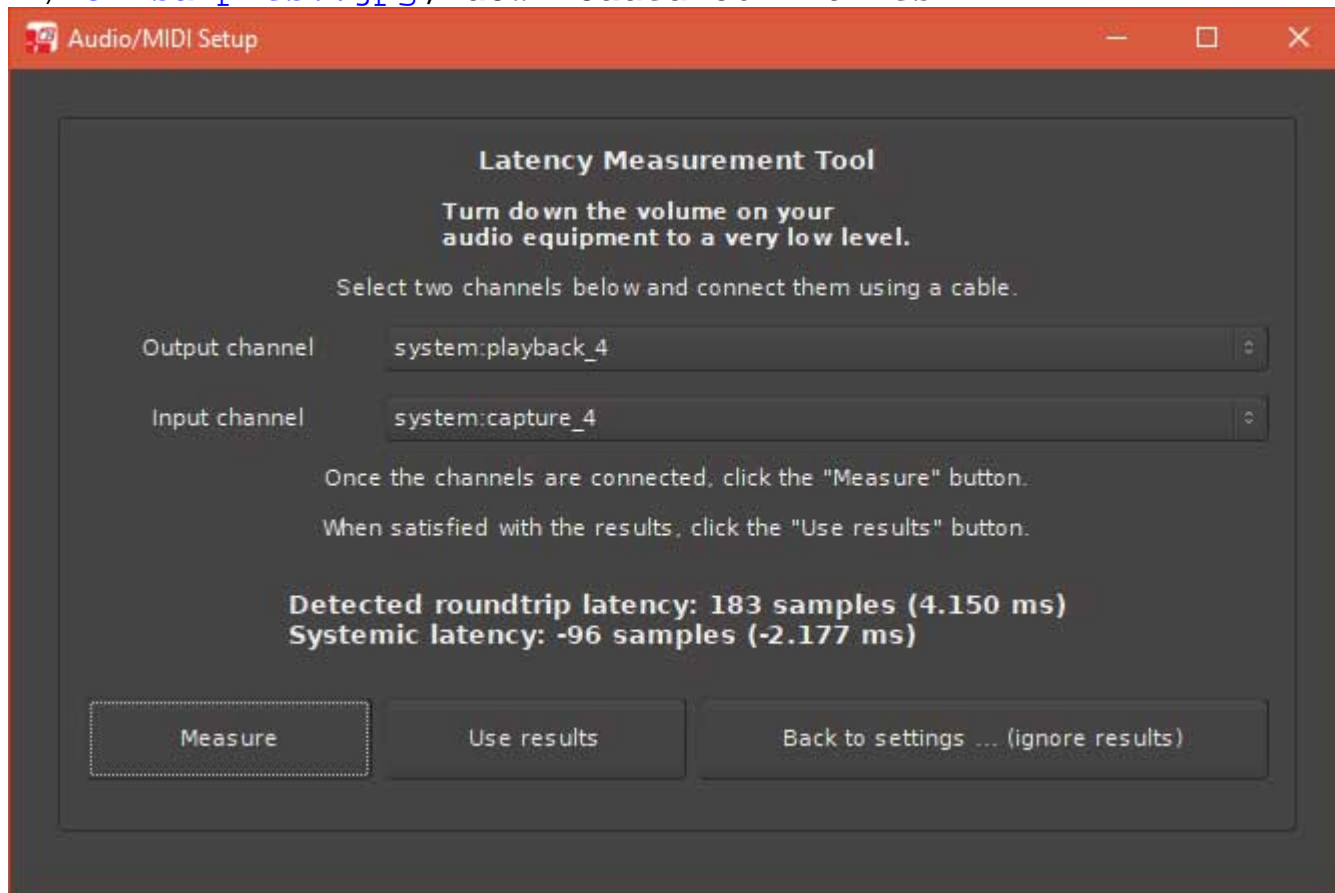 Audio/MIDI Setup
Latency Measurement Tool
Turn down the volume on your
audio equipment to a very low level.
Select two channels below and connect them using a cable.
Output channel system:playback_4
Input channel system:capture_4
Once the channels are connected, click the "Measure" button.
When satisfied with the results, click the "Use results" button.
Detected roundtrip latency: 183 samples (4.150 ms)
Systemic latency: -96 samples (-2.177 ms)
Measure Use results Back to settings ... (ignore results)